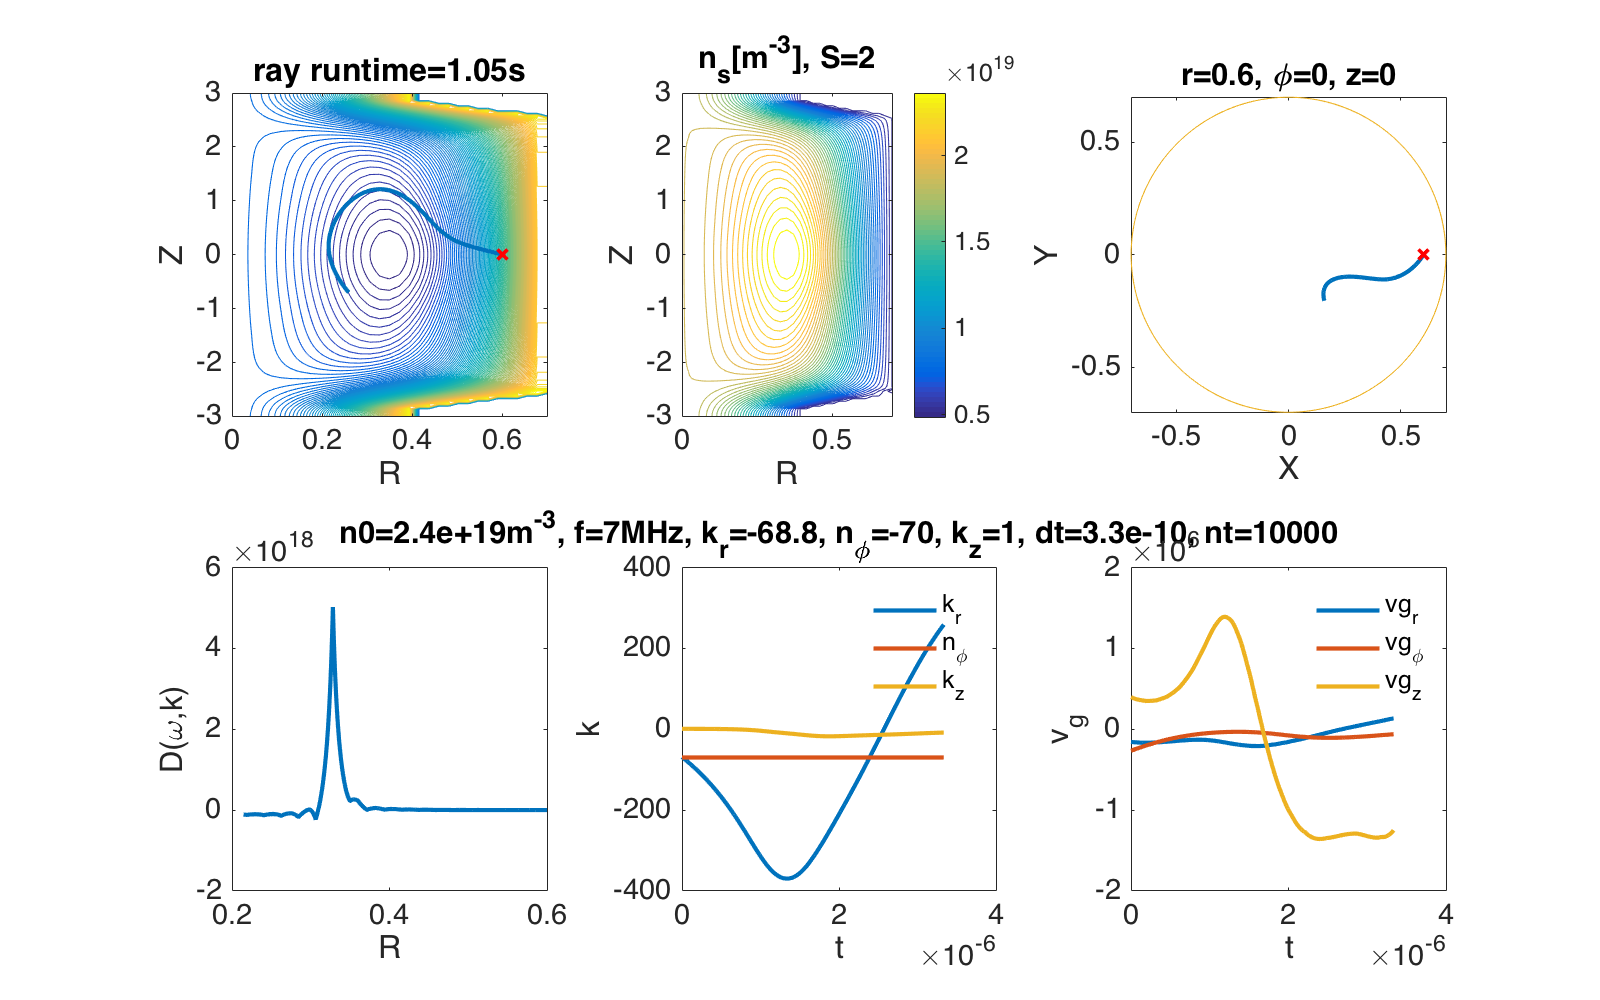 ray runtime=1.05s
3
2
1
0
-1
-2
-3
Z
0
0.2
0.4
0.6
R
n_s[m^-3], S=2
×10^19
3
2
1
0
-1
-2
-3
Z
0
0.5
R
2
1.5
1
0.5
r=0.6, ϕ=0, z=0
0.5
0
-0.5
Y
-0.5
0
0.5
X
n0=2.4e+19m^-3, f=7MHz, k_r=-68.8, n_ϕ=-70, k_z=1, dt=3.3e-10, nt=10000
×10^18
6
4
2
0
-2
D(ω,k)
0.2
0.4
0.6
R
400
200
0
-200
-400
k
k_r
n_ϕ
k_z
0
2
4
t
×10^-6
×10^6
2
1
0
-1
-2
v_g
vg_r
vg_ϕ
vg_z
0
2
4
t
×10^-6